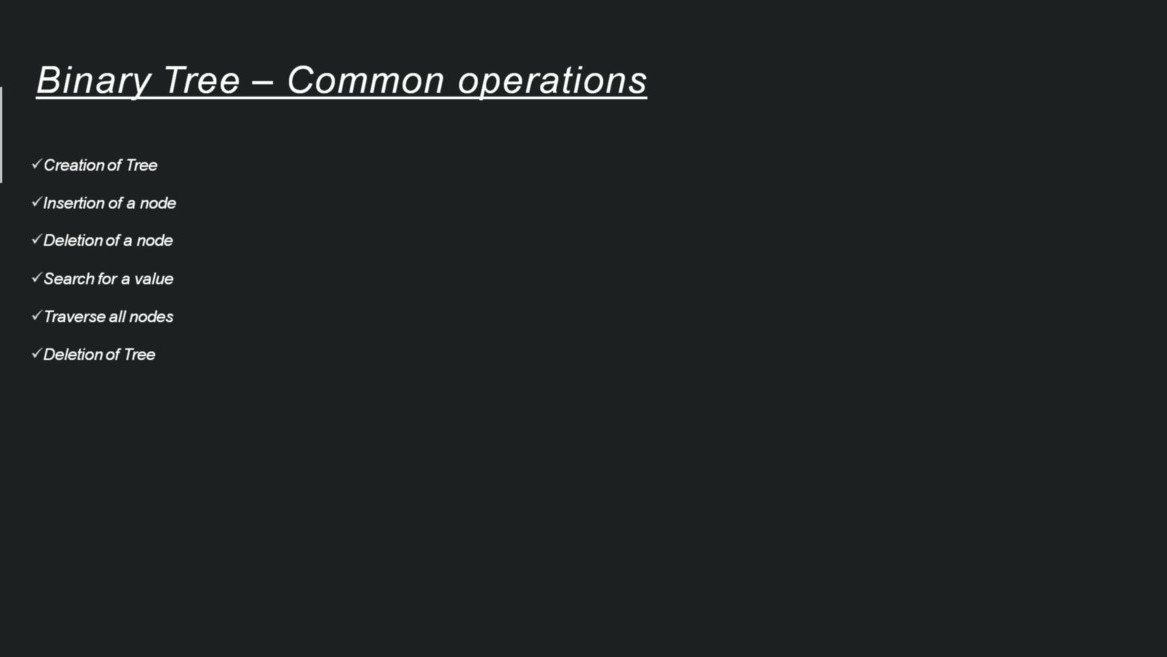 Binary Tree – Common operations
✓Creation of Tree
✓Insertion of a node
✓Deletion of a node
✓Search for a value
✓Traverse all nodes
✓Deletion of Tree